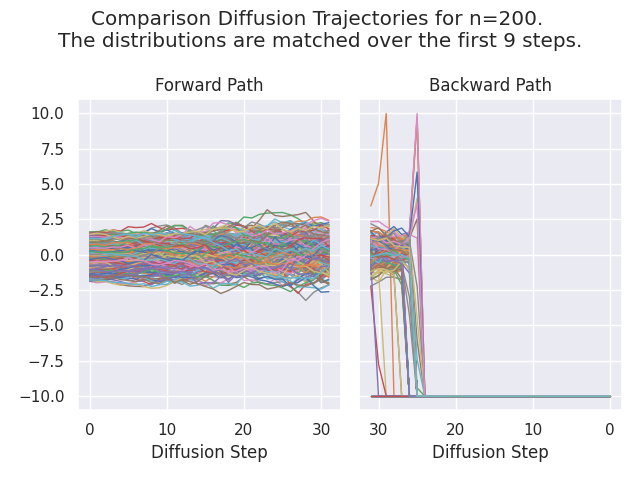 Comparison Diffusion Trajectories for n=200.
The distributions are matched over the first 9 steps.
Forward Path
Backward Path
10.0
7.5
5.0
2.5
0.0
−2.5
−5.0
−7.5
−10.0
0 10 20 30
30 20 10 0
Diffusion Step
Diffusion Step